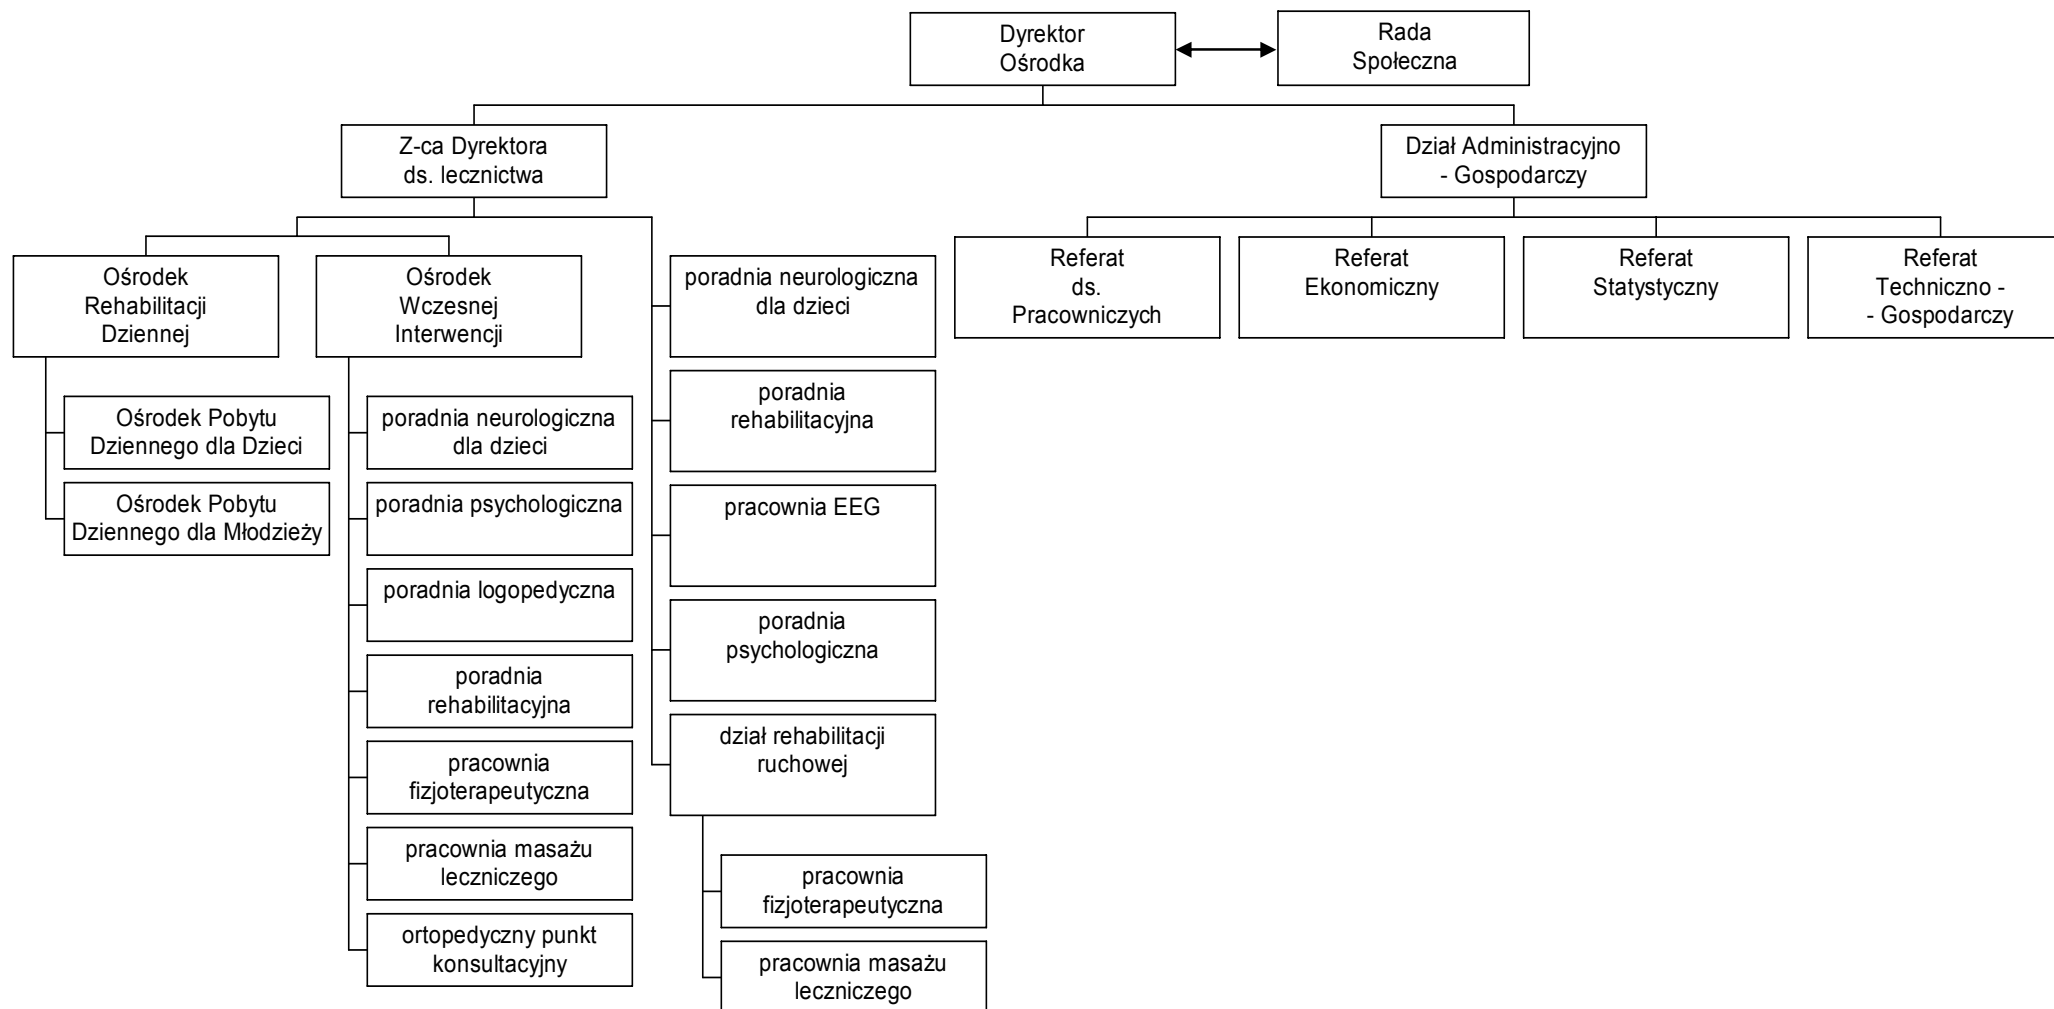 Dyrektor
Ośrodka
Rada
Społeczna
Z-ca Dyrektora
ds. lecznictwa
Dział Administracyjno
- Gospodarczy
Ośrodek
Rehabilitacji
Dziennej
Ośrodek Pobytu
Dziennego dla Dzieci
Ośrodek Pobytu
Dziennego dla Młodzieży
Ośrodek
Wczesnej
Interwencji
poradnia neurologiczna
dla dzieci
poradnia psychologiczna
poradnia logopedyczna
poradnia
rehabilitacyjna
pracownia
fizjoterapeutyczna
pracownia masażu
leczniczego
ortopedyczny punkt
konsultacyjny
poradnia neurologiczna
dla dzieci
poradnia
rehabilitacyjna
pracownia EEG
poradnia
psychologiczna
dział rehabilitacji
ruchowej
pracownia
fizjoterapeutyczna
pracownia masażu
leczniczego
Referat
ds.
Pracowniczych
Referat
Ekonomiczny
Referat
Statystyczny
Referat
Techniczno -
- Gospodarczy